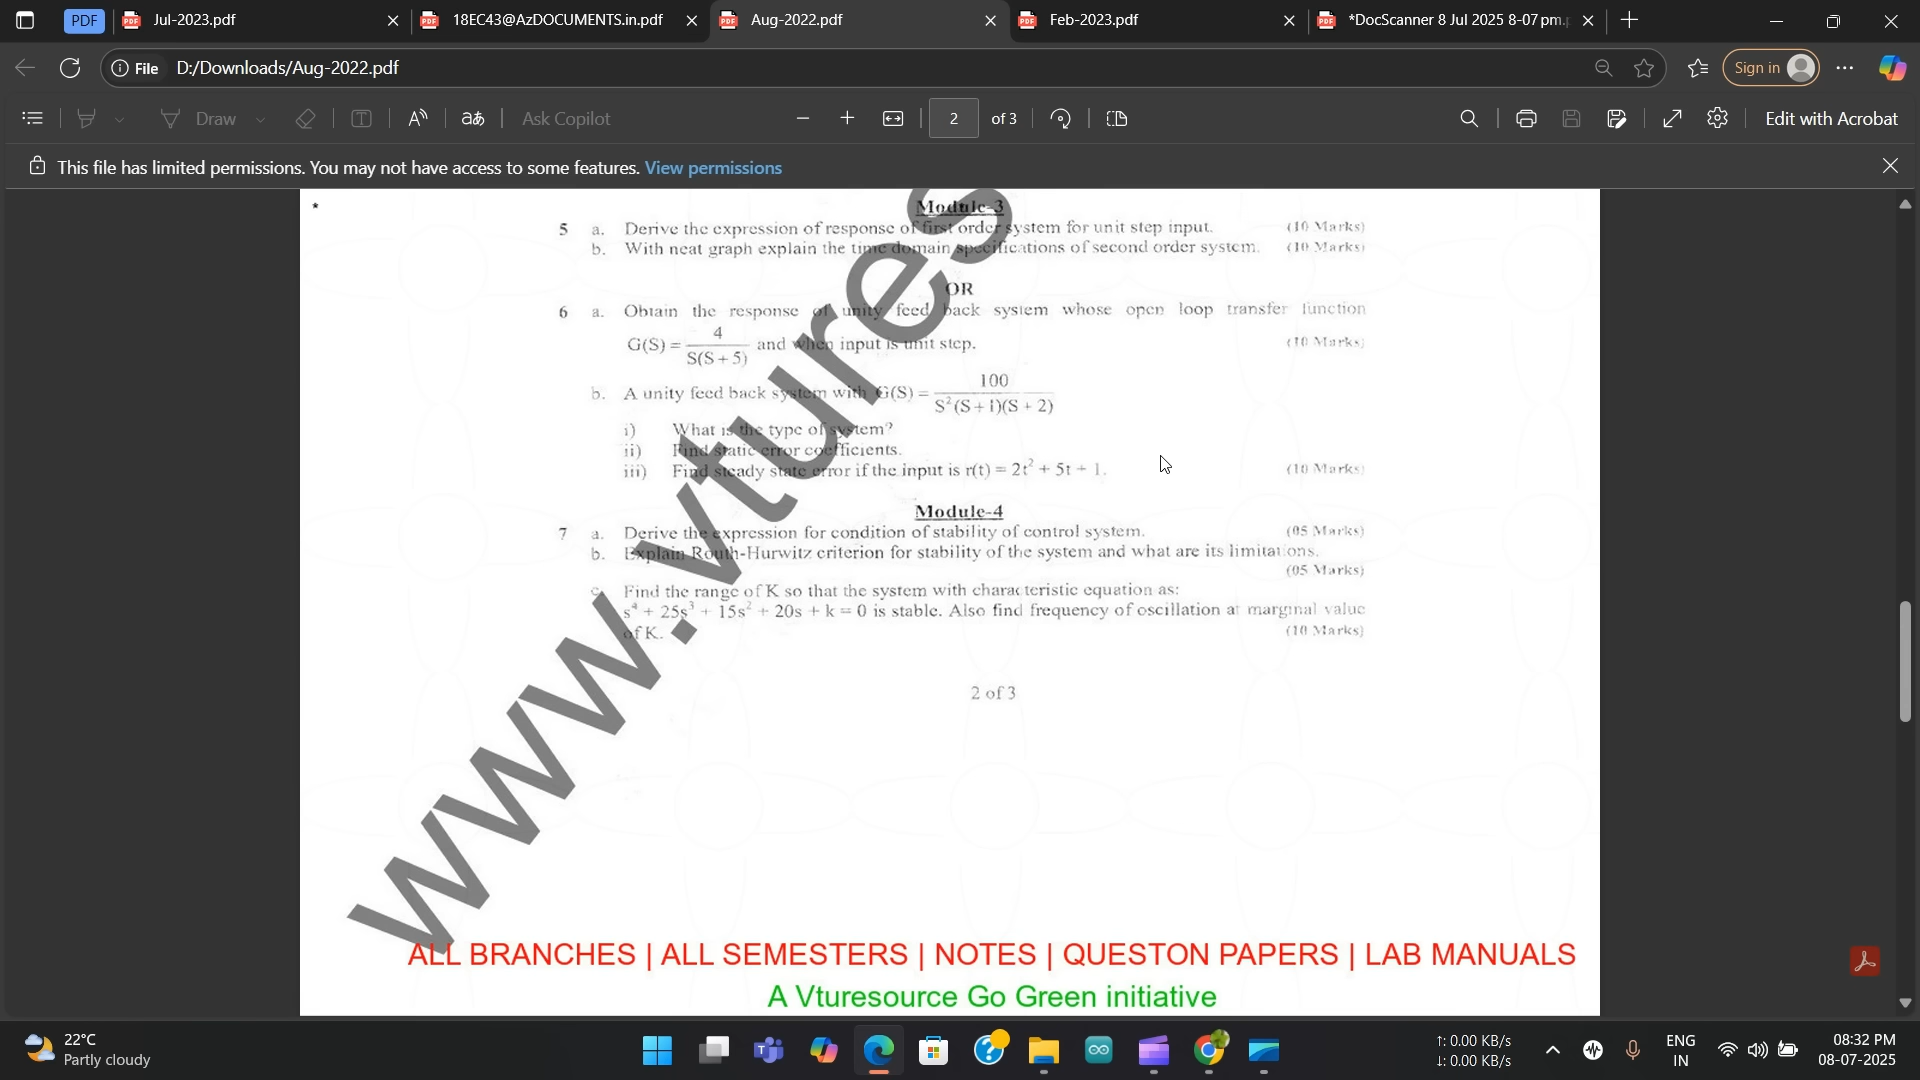 PDF Jul-2023.pdf 18EC43@AzDOCUMENTS.in.pdf Aug-2022.pdf Feb-2023.pdf *DocScanner 8 Jul 2025 8-07 pm.
File D:/Downloads/Aug-2022.pdf Sign in
Draw T aあ Ask Copilot 2 of 3 Edit with Acrobat
This file has limited permissions. You may not have access to some features. View permissions
*
Module-3
5 a. Derive the expression of response of first order system for unit step input. (10 Marks)
b. With neat graph explain the time domain specifications of second order system. (10 Marks)
OR
6 a. Obtain the response of unity feed back system whose open loop transfer function
G(S) = 4 / S(S + 5) and when input is unit step. (10 Marks)
b. A unity feed back system with G(S) = 100 / S²(S + 1)(S + 2)
i) What is the type of system?
ii) Find static error coefficients.
iii) Find steady state error if the input is r(t) = 2t² + 5t + 1. (10 Marks)
Module-4
7 a. Derive the expression for condition of stability of control system. (05 Marks)
b. Explain Routh-Hurwitz criterion for stability of the system and what are its limitations.
(05 Marks)
c. Find the range of K so that the system with characteristic equation as:
s⁴ + 25s³ + 15s² + 20s + k = 0 is stable. Also find frequency of oscillation at marginal value
of K. (10 Marks)
2 of 3
www.vtures
ALL BRANCHES | ALL SEMESTERS | NOTES | QUESTON PAPERS | LAB MANUALS
A Vturesource Go Green initiative
22°C
Partly cloudy
↑: 0.00 KB/s
↓: 0.00 KB/s
ENG
IN
08:32 PM
08-07-2025